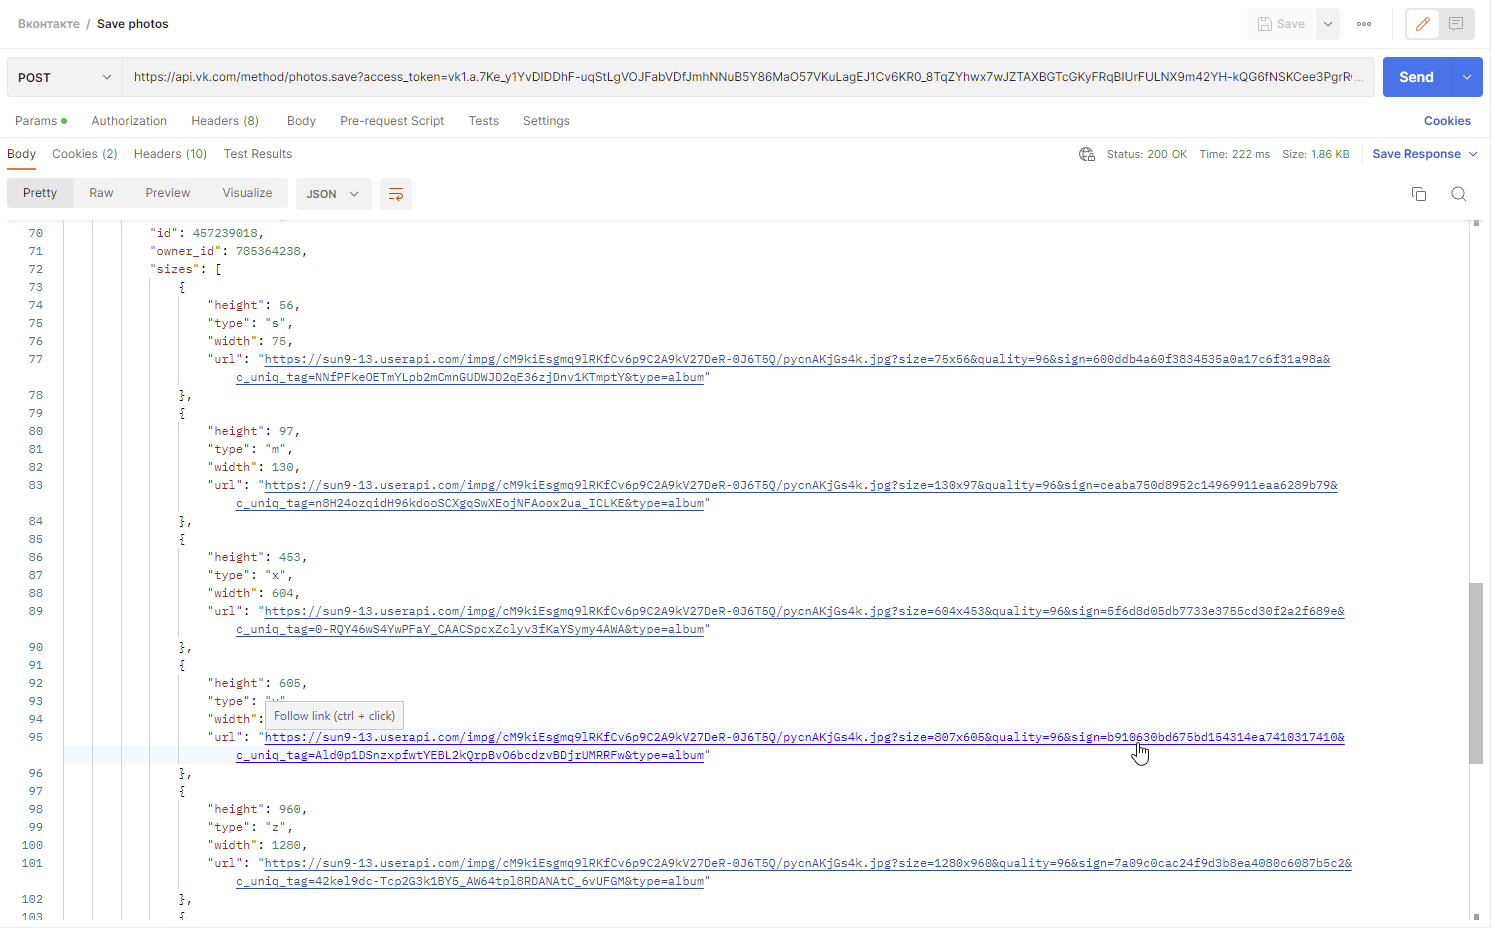 Вконтакте / Save photos
Save
POST
https://api.vk.com/method/photos.save?access_token=vk1.a.7Ke_y1YvDIDDhF-uqStLgVOJFabVDfJmhNNuB5Y86MaO57VKuLagEJ1Cv6KR0_8TqZYhwx7wJZTAXBGTcGKyFRqBIUrFULNX9m42YH-kQG6fNSKCee3PgrR...
Send
Params
Authorization
Headers (8)
Body
Pre-request Script
Tests
Settings
Cookies
Body
Cookies (2)
Headers (10)
Test Results
Status: 200 OK Time: 222 ms Size: 1.86 KB
Save Response
Pretty
Raw
Preview
Visualize
JSON
70 "id": 457239018,
71 "owner_id": 785364238,
72 "sizes": [
73 {
74 "height": 56,
75 "type": "s",
76 "width": 75,
77 "url": "https://sun9-13.userapi.com/impg/cM9kiEsgmq9lRKfCv6p9C2A9kV27DeR-0J6T5Q/pycnAKjGs4k.jpg?size=75x56&quality=96&sign=600ddb4a60f3834535a0a17c6f31a98a&
c_uniq_tag=NNfPFkeOETmYLpb2mCmnGUDWJD2qE36zjDnv1KTmptY&type=album"
78 },
79 {
80 "height": 97,
81 "type": "m",
82 "width": 130,
83 "url": "https://sun9-13.userapi.com/impg/cM9kiEsgmq9lRKfCv6p9C2A9kV27DeR-0J6T5Q/pycnAKjGs4k.jpg?size=130x97&quality=96&sign=ceaba750d8952c14969911eaa6289b79&
c_uniq_tag=n8H24ozqidH96kdooSCXgqSwXEojNFAoox2ua_ICLKE&type=album"
84 },
85 {
86 "height": 453,
87 "type": "x",
88 "width": 604,
89 "url": "https://sun9-13.userapi.com/impg/cM9kiEsgmq9lRKfCv6p9C2A9kV27DeR-0J6T5Q/pycnAKjGs4k.jpg?size=604x453&quality=96&sign=5f6d8d05db7733e3755cd30f2a2f689e&
c_uniq_tag=0-RQY46wS4YwPFaY_CAACSpcxZclyv3fKaYSymy4AWA&type=album"
90 },
91 {
92 "height": 605,
93 "type":
Follow link (ctrl + click)
94 "width":
95 "url": "https://sun9-13.userapi.com/impg/cM9kiEsgmq9lRKfCv6p9C2A9kV27DeR-0J6T5Q/pycnAKjGs4k.jpg?size=807x605&quality=96&sign=b910630bd675bd154314ea7410317410&
c_uniq_tag=Ald0p1DSnzxpfwtYEBL2kQrpBvO6bcdzvBDjrUMRRFw&type=album"
96 },
97 {
98 "height": 960,
99 "type": "z",
100 "width": 1280,
101 "url": "https://sun9-13.userapi.com/impg/cM9kiEsgmq9lRKfCv6p9C2A9kV27DeR-0J6T5Q/pycnAKjGs4k.jpg?size=1280x960&quality=96&sign=7a09c0cac24f9d3b8ea4080c6087b5c2&
c_uniq_tag=42kel9dc-Tcp2G3k1BY5_AW64tpl8RDANAtC_6vUFGM&type=album"
102 },
103 {